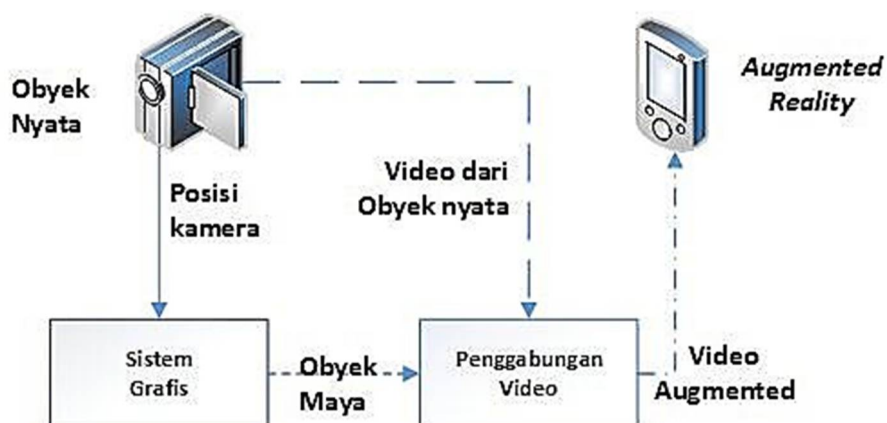 Obyek
Nyata
Augmented
Reality
Posisi
kamera
Video dari
Obyek nyata
Sistem
Grafis
Obyek
Maya
Penggabungan
Video
Video
Augmented